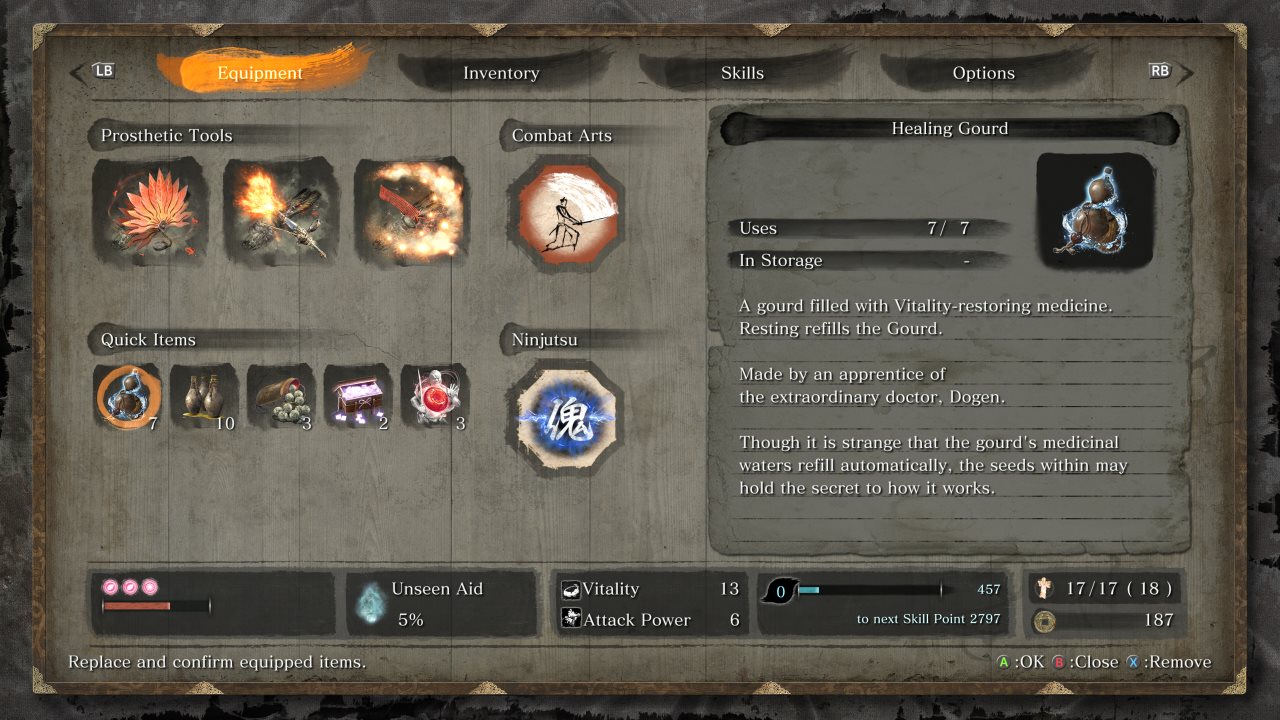 LB
Equipment
Inventory
Skills
Options
RB
Prosthetic Tools
Combat Arts
Healing Gourd
Uses 7/ 7
In Storage -
A gourd filled with Vitality-restoring medicine.
Resting refills the Gourd.
Made by an apprentice of
the extraordinary doctor, Dogen.
Though it is strange that the gourd's medicinal
waters refill automatically, the seeds within may
hold the secret to how it works.
Quick Items
7
10
3
2
3
Ninjutsu
傀
Unseen Aid
5%
Vitality 13
Attack Power 6
0
457
to next Skill Point 2797
17/17 ( 18 )
187
Replace and confirm equipped items.
A :OK B :Close X :Remove